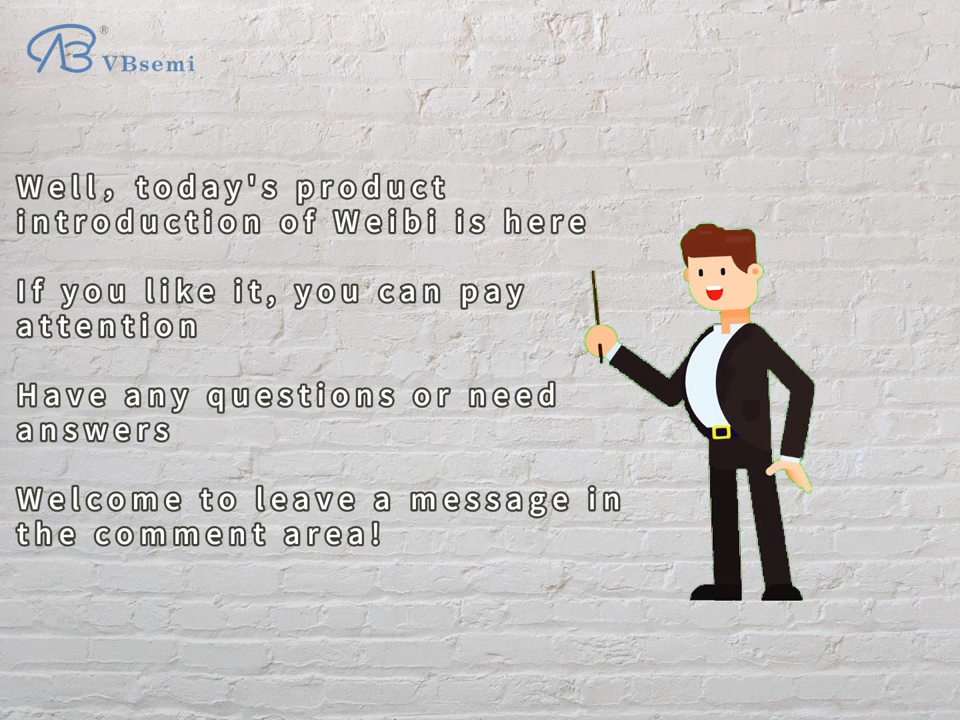 VB® VBsemi
Well, today's product
introduction of Weibi is here
If you like it, you can pay
attention
Have any questions or need
answers
Welcome to leave a message in
the comment area!